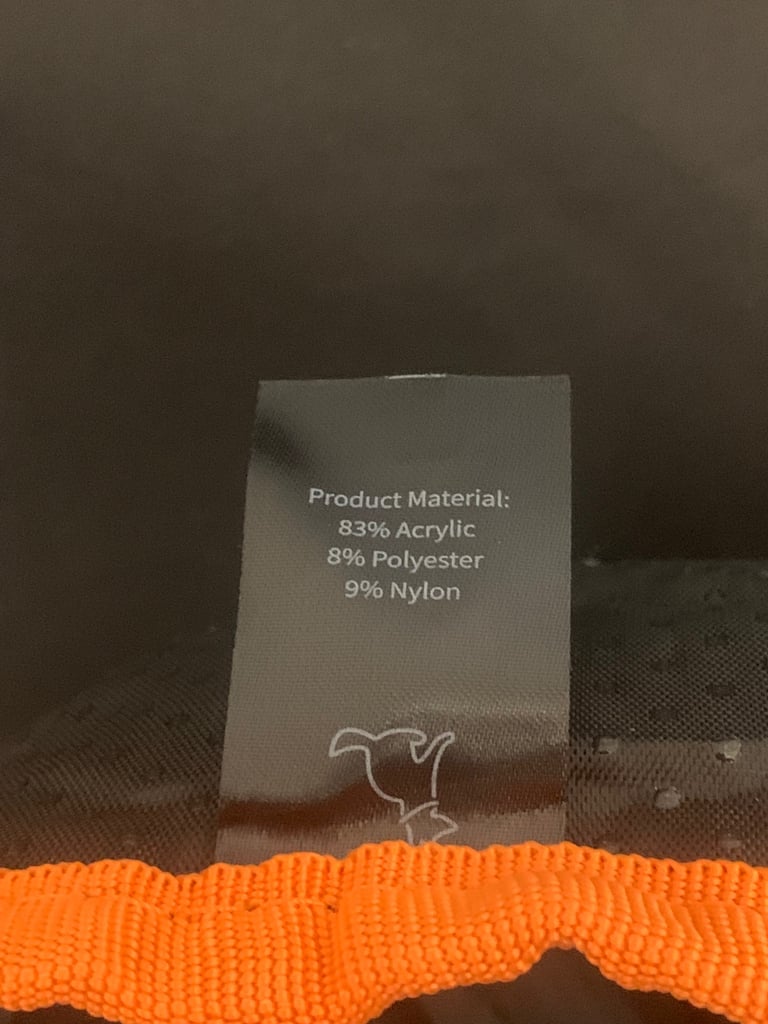 Product Material:
83% Acrylic
8% Polyester
9% Nylon